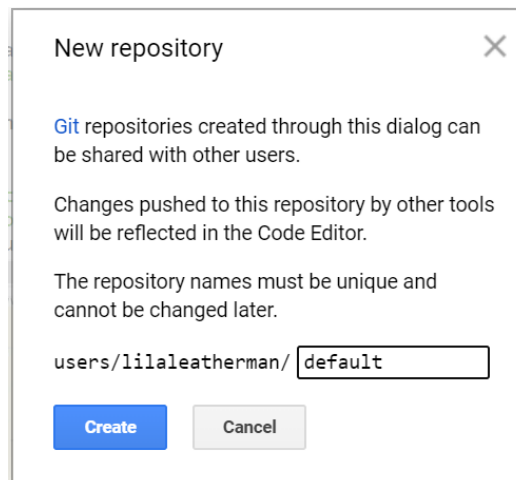 New repository
Git repositories created through this dialog can
be shared with other users.
Changes pushed to this repository by other tools
will be reflected in the Code Editor.
The repository names must be unique and
cannot be changed later.
users/lilaleatherman/ default
Create Cancel